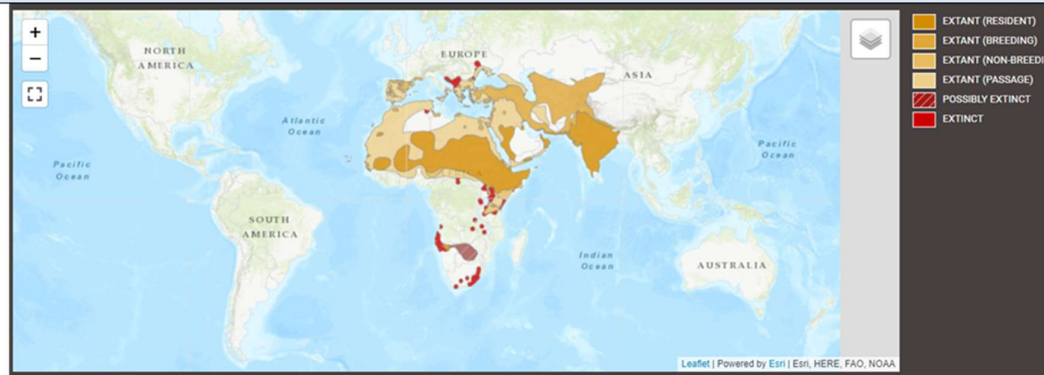 +
−
NORTH
AMERICA
EUROPE
ASIA
Atlantic
Ocean
Pacific
Ocean
Pacific
Ocean
SOUTH
AMERICA
Indian
Ocean
AUSTRALIA
Leaflet | Powered by Esri | Esri, HERE, FAO, NOAA
EXTANT (RESIDENT)
EXTANT (BREEDING)
EXTANT (NON-BREEDI
EXTANT (PASSAGE)
POSSIBLY EXTINCT
EXTINCT